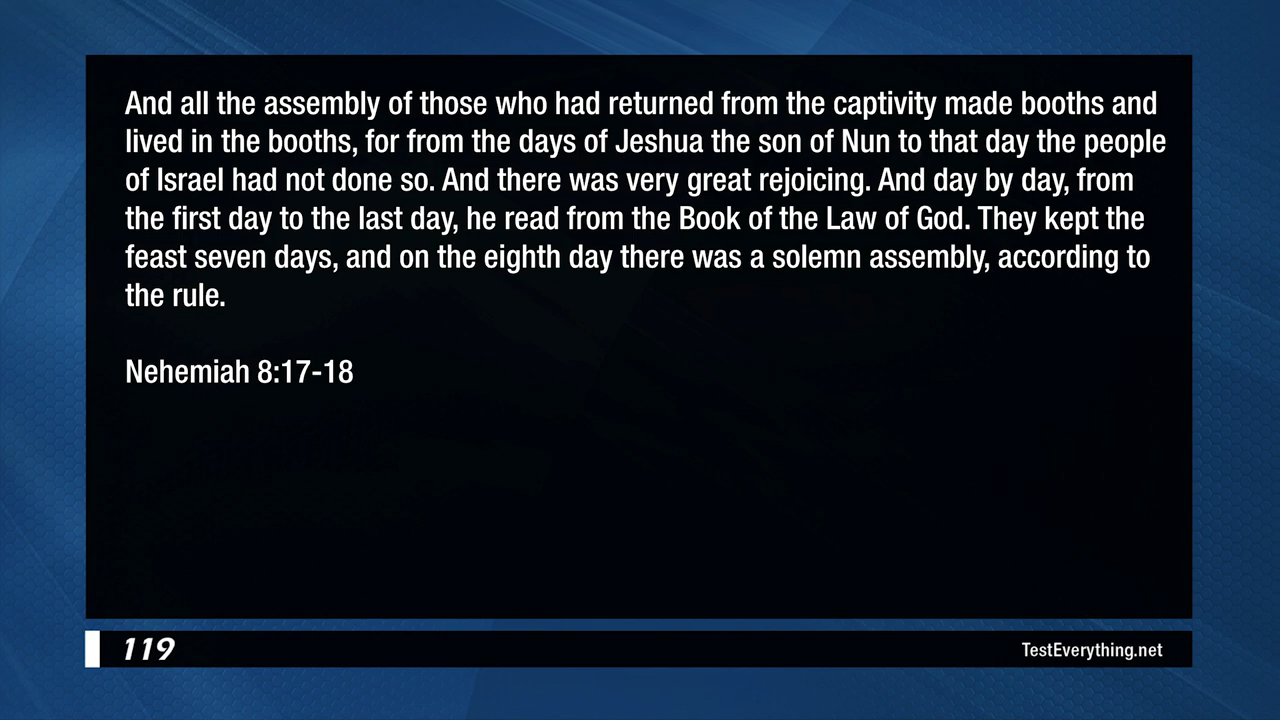 And all the assembly of those who had returned from the captivity made booths and
lived in the booths, for from the days of Jeshua the son of Nun to that day the people
of Israel had not done so. And there was very great rejoicing. And day by day, from
the first day to the last day, he read from the Book of the Law of God. They kept the
feast seven days, and on the eighth day there was a solemn assembly, according to
the rule.
Nehemiah 8:17-18
119
TestEverything.net